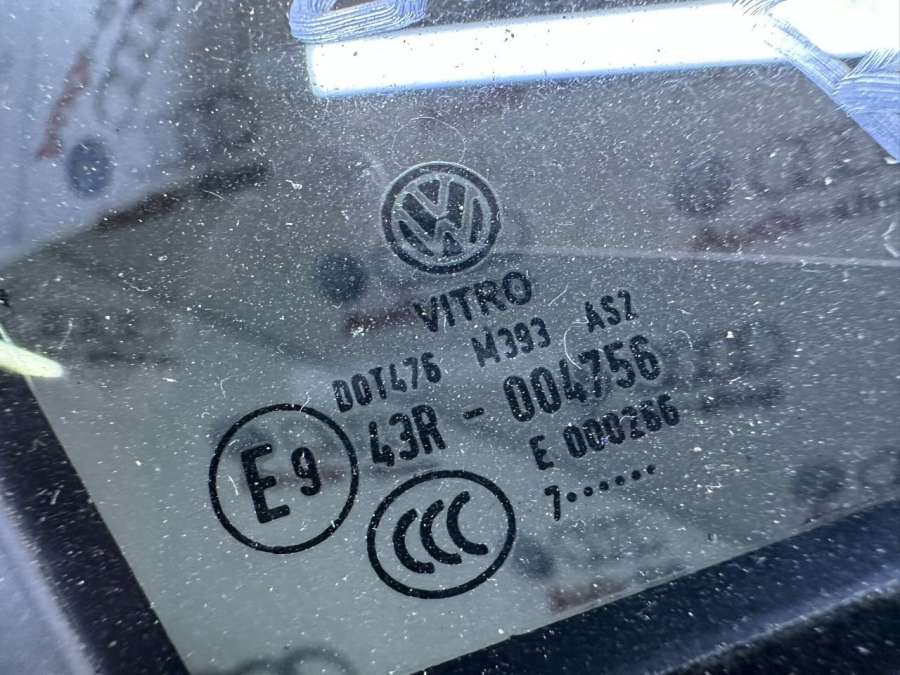 VITRO
DOT476 M393 AS2
43R - 004756
E9
E 000266
CCC
7••••••